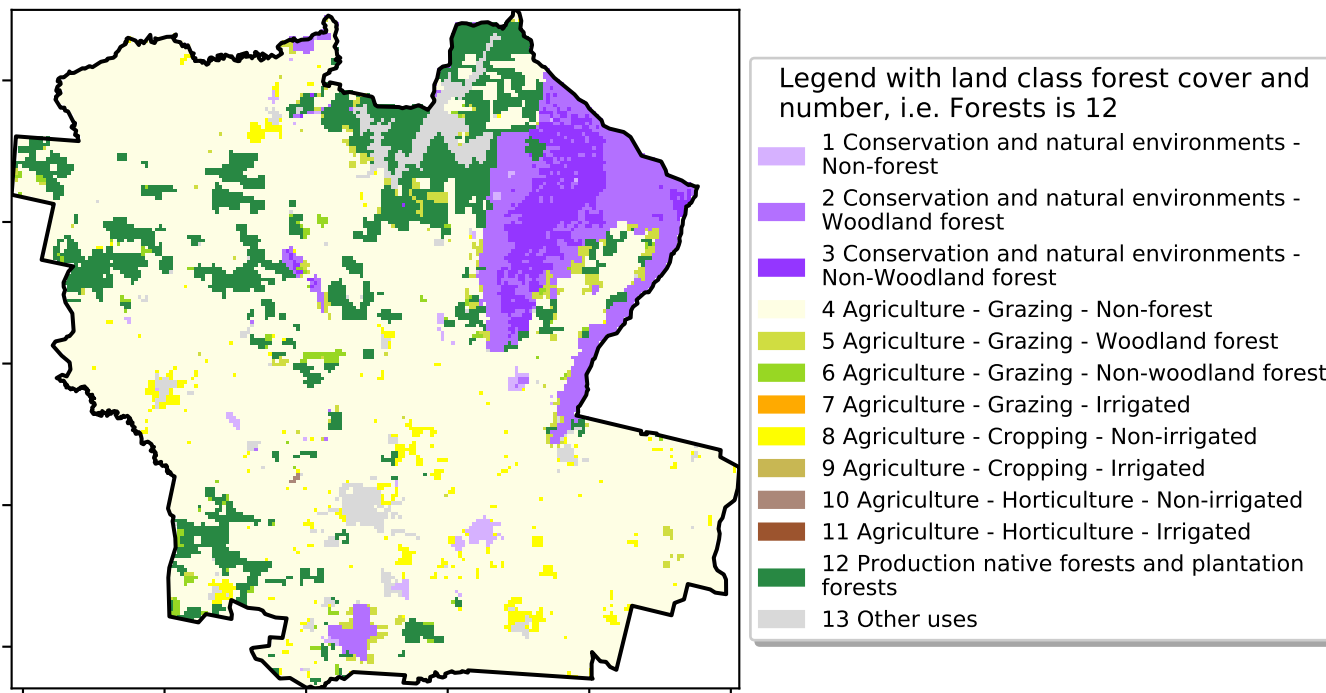 Legend with land class forest cover and
number, i.e. Forests is 12
1 Conservation and natural environments -
Non-forest
2 Conservation and natural environments -
Woodland forest
3 Conservation and natural environments -
Non-Woodland forest
4 Agriculture - Grazing - Non-forest
5 Agriculture - Grazing - Woodland forest
6 Agriculture - Grazing - Non-woodland forest
7 Agriculture - Grazing - Irrigated
8 Agriculture - Cropping - Non-irrigated
9 Agriculture - Cropping - Irrigated
10 Agriculture - Horticulture - Non-irrigated
11 Agriculture - Horticulture - Irrigated
12 Production native forests and plantation
forests
13 Other uses